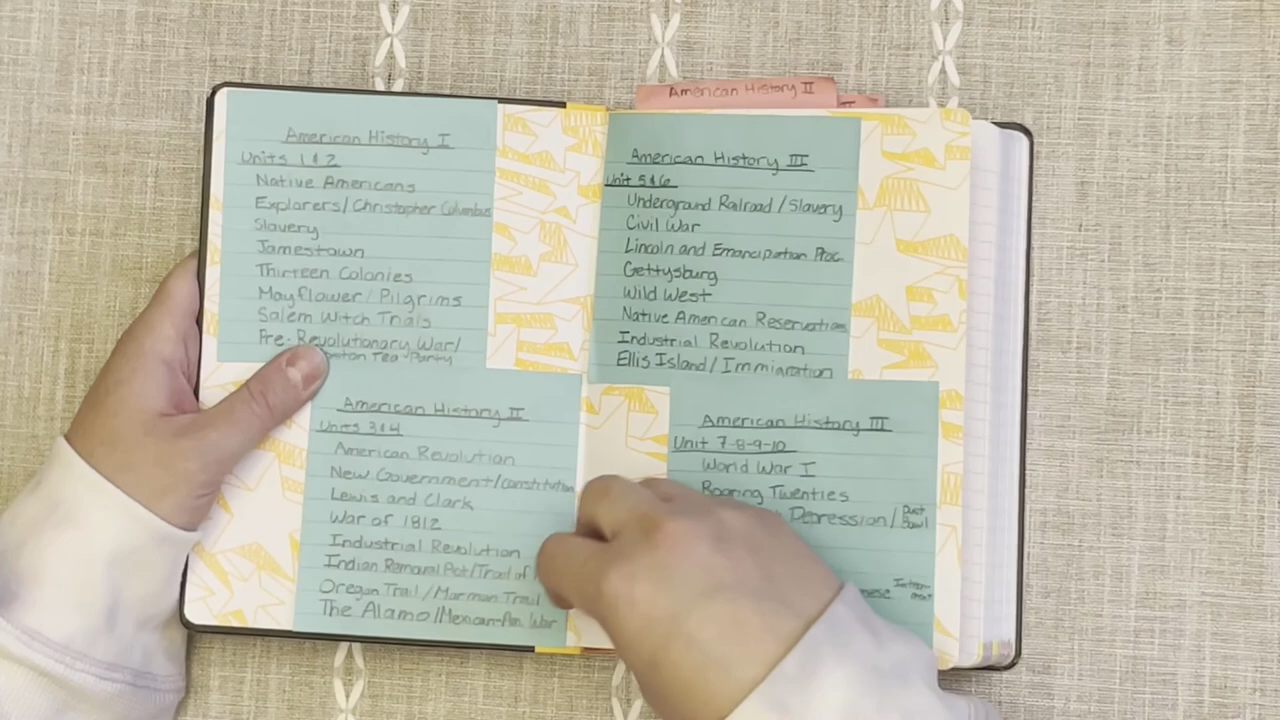 American History II
II
American History I
Units 1 & 2
Native Americans
Explorers/Christopher Columbus
Slavery
Jamestown
Thirteen Colonies
Mayflower/Pilgrims
Salem Witch Trials
Pre-Revolutionary War/
Tea Party
American History II
Units 3 & 4
American Revolution
New Government/constitution
Lewis and Clark
War of 1812
Industrial Revolution
Indian Removal /Trail of
Oregon Trail/Mormon Trail
The Alamo/Mexican-Am. War
American History III
Unit 5 & 6
Underground Railroad/Slavery
Civil War
Lincoln and Emancipation Proc.
Gettysburg
Wild West
Native American Reservations
Industrial Revolution
Ellis Island/Immigration
American History III
Unit 7-8-9-10
World War I
Roaring Twenties
Depression/Dust Bowl